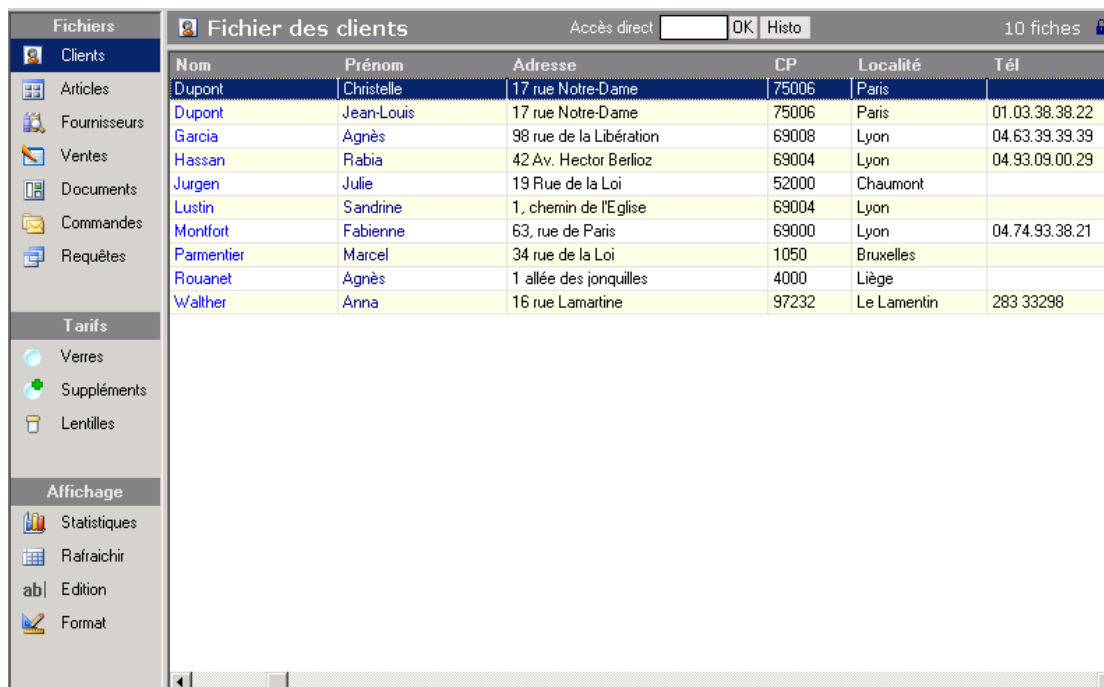 Fichiers
Clients
Articles
Fournisseurs
Ventes
Documents
Commandes
Requêtes
Tarifs
Verres
Suppléments
Lentilles
Affichage
Statistiques
Rafraichir
ab| Edition
Format
Fichier des clients Accès direct OK Histo 10 fiches
Nom Prénom Adresse CP Localité Tél
Dupont Christelle 17 rue Notre-Dame 75006 Paris
Dupont Jean-Louis 17 rue Notre-Dame 75006 Paris 01.03.38.38.22
Garcia Agnès 98 rue de la Libération 69008 Lyon 04.63.39.39.39
Hassan Rabia 42 Av. Hector Berlioz 69004 Lyon 04.93.09.00.29
Jurgen Julie 19 Rue de la Loi 52000 Chaumont
Lustin Sandrine 1, chemin de l'Eglise 69004 Lyon
Montfort Fabienne 63, rue de Paris 69000 Lyon 04.74.93.38.21
Parmentier Marcel 34 rue de la Loi 1050 Bruxelles
Rouanet Agnès 1 allée des jonquilles 4000 Liège
Walther Anna 16 rue Lamartine 97232 Le Lamentin 283 33298